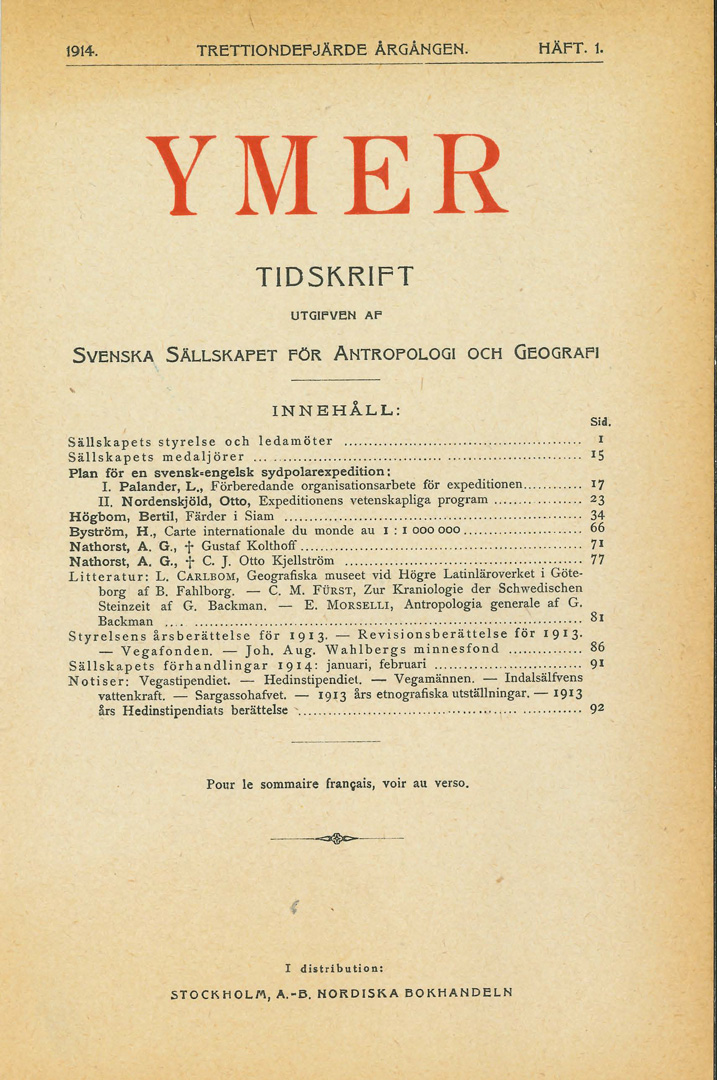 1914. TRETTIONDEFJÄRDE ÅRGÅNGEN. HÄFT. 1.
YMER
TIDSKRIFT
UTGIFVEN AF
SVENSKA SÄLLSKAPET FÖR ANTROPOLOGI OCH GEOGRAFI
INNEHÅLL:
Sid.
Sällskapets styrelse och ledamöter 1
Sällskapets medaljörer 15
Plan för en svensk-engelsk sydpolarexpedition:
I. Palander, L., Förberedande organisationsarbete för expeditionen 17
II. Nordenskjöld, Otto, Expeditionens vetenskapliga program 23
Högbom, Bertil, Färder i Siam 34
Byström, H., Carte internationale du monde au 1 : 1 000 000 66
Nathorst, A. G., † Gustaf Kolthoff 71
Nathorst, A. G., † C. J. Otto Kjellström 77
Litteratur: L. CARLBOM, Geografiska museet vid Högre Latinläroverket i Göte-
borg af B. Fahlborg. — C. M. FÜRST, Zur Kraniologie der Schwedischen
Steinzeit af G. Backman. — E. MORSELLI, Antropologia generale af G.
Backman 81
Styrelsens årsberättelse för 1913. — Revisionsberättelse för 1913.
— Vegafonden. — Joh. Aug. Wahlbergs minnesfond 86
Sällskapets förhandlingar 1914: januari, februari 91
Notiser: Vegastipendiet. — Hedinstipendiet. — Vegamännen. — Indalsälfvens
vattenkraft. — Sargassohafvet. — 1913 års etnografiska utställningar. — 1913
års Hedinstipendiats berättelse 92
Pour le sommaire français, voir au verso.
I distribution:
STOCKHOLM, A.-B. NORDISKA BOKHANDELN